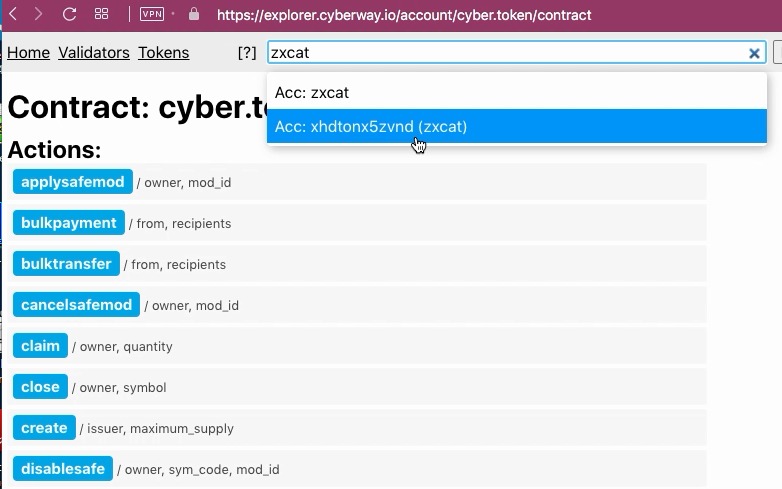 VPN https://explorer.cyberway.io/account/cyber.token/contract
Home Validators Tokens [?] zxcat
Acc: zxcat
Contract: cyber.t
Acc: xhdtonx5zvnd (zxcat)
Actions:
applysafemod / owner, mod_id
bulkpayment / from, recipients
bulktransfer / from, recipients
cancelsafemod / owner, mod_id
claim / owner, quantity
close / owner, symbol
create / issuer, maximum_supply
disablesafe / owner, sym_code, mod_id